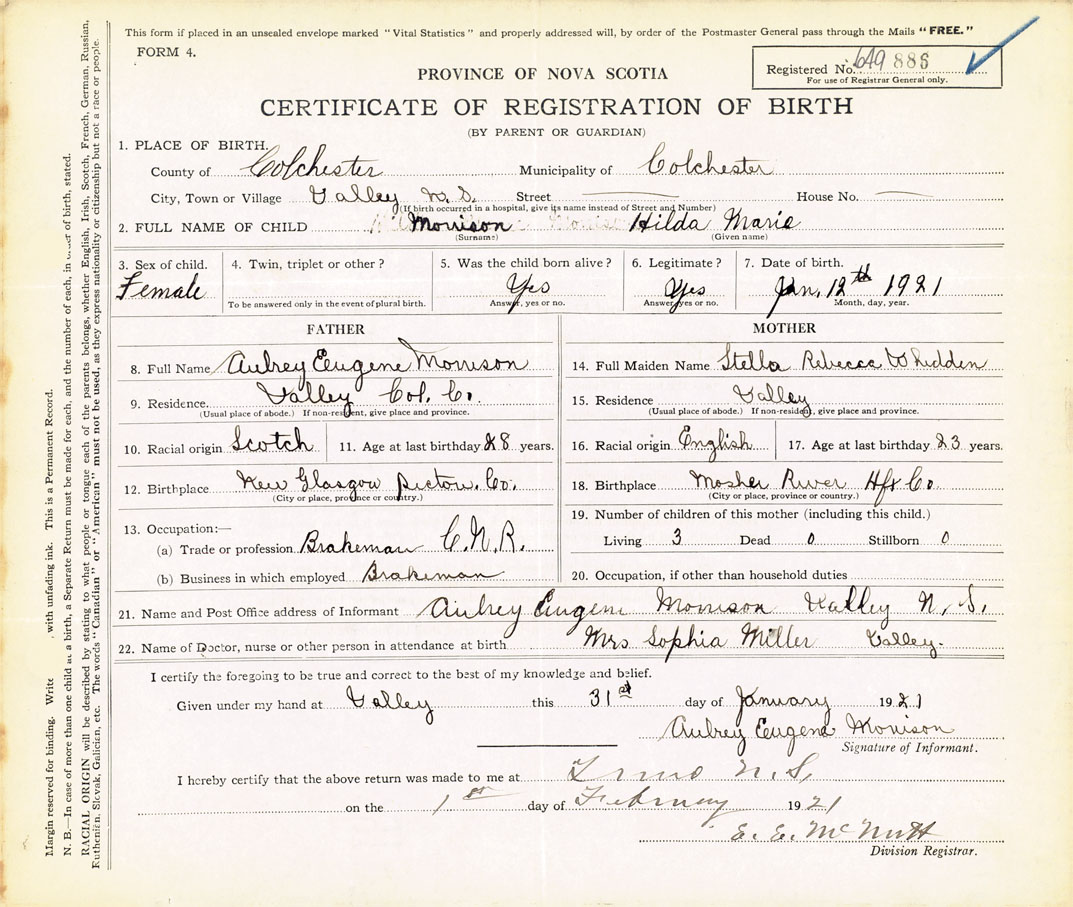 This form if placed in an unsealed envelope marked "Vital Statistics" and properly addressed will, by order of the Postmaster General pass through the Mails "FREE."
FORM 4.
Registered No. 649 886
For use of Registrar General only.
PROVINCE OF NOVA SCOTIA
CERTIFICATE OF REGISTRATION OF BIRTH
(BY PARENT OR GUARDIAN)
1. PLACE OF BIRTH.
County of Colchester Municipality of Colchester
City, Town or Village Valley N. S. Street House No.
(If birth occurred in a hospital, give its name instead of Street and Number)
2. FULL NAME OF CHILD Morrison Hilda Marie
(Surname) (Given name)
3. Sex of child. 4. Twin, triplet or other? 5. Was the child born alive? 6. Legitimate? 7. Date of birth.
Female Yes Yes Jan, 12th 1921
To be answered only in the event of plural birth. Answer, yes or no. Answer yes or no. Month, day, year.
FATHER MOTHER
8. Full Name Aubrey Eugene Morrison
9. Residence. Valley Col. Co.
(Usual place of abode.) If non-resident, give place and province.
10. Racial origin Scotch 11. Age at last birthday 28 years.
12. Birthplace New Glasgow Pictou. Co.
(City or place, province or country.)
13. Occupation:—
(a) Trade or profession Brakeman C.N.R.
(b) Business in which employed Brakeman
14. Full Maiden Name Stella Rebecca Whidden
15. Residence Valley
(Usual place of abode.) If non-resident, give place and province.
16. Racial origin English 17. Age at last birthday 23 years.
18. Birthplace Mosher River Hfx Co
(City or place, province or country.)
19. Number of children of this mother (including this child.)
Living 3 Dead 0 Stillborn 0
20. Occupation, if other than household duties
21. Name and Post Office address of Informant Aubrey Eugene Morrison Valley N. S.
22. Name of Doctor, nurse or other person in attendance at birth Mrs Sophia Miller Valley.
I certify the foregoing to be true and correct to the best of my knowledge and belief.
Given under my hand at Valley this 31st day of January 1921
Aubrey Eugene Morrison
Signature of Informant.
I hereby certify that the above return was made to me at Truro N. S.
on the 1st day of February 1921
E. E. McNutt
Division Registrar.
Margin reserved for binding. Write with unfading ink. This is a Permanent Record.
N. B.—In case of more than one child at a birth, a Separate Return must be made for each, and the number of each, in of birth, stated.
RACIAL ORIGIN will be described by stating to what people or tongue each of the parents belongs, whether English, Irish, Scotch, French, German, Russian,
Ruthenian, Slovak, Galician, etc. The words "Canadian" or "American" must not be used, as they express nationality or citizenship but not a race or people.